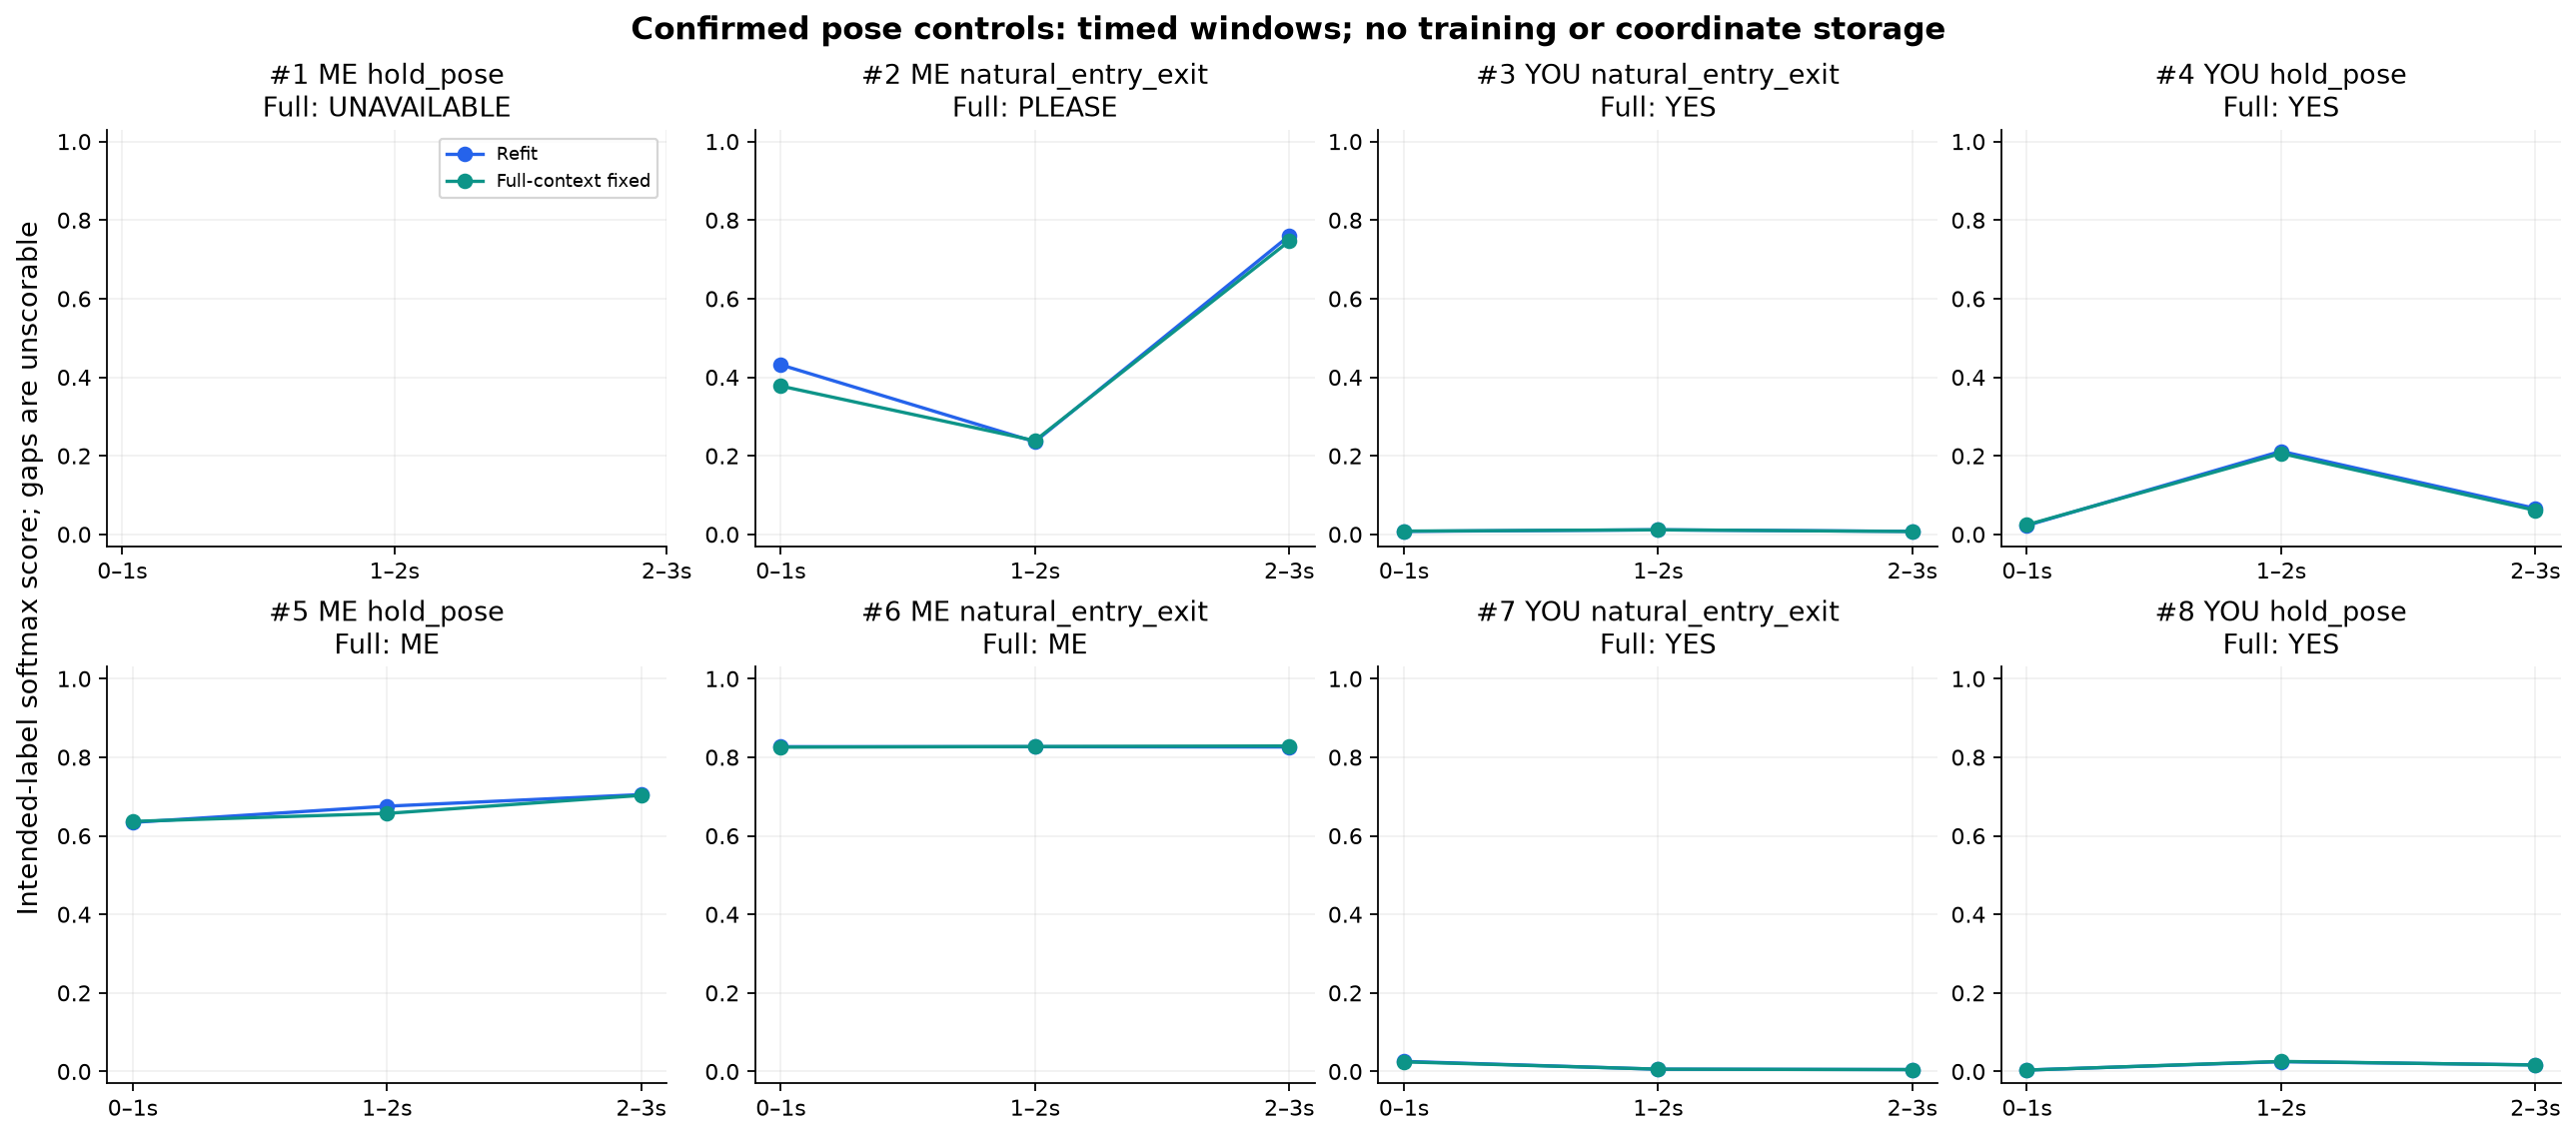 Confirmed pose controls: timed windows; no training or coordinate storage
Intended-label softmax score; gaps are unscorable
#1 ME hold_pose
Full: UNAVAILABLE
1.0
0.8
0.6
0.4
0.2
0.0
0–1s
1–2s
2–3s
Refit
Full-context fixed
#2 ME natural_entry_exit
Full: PLEASE
1.0
0.8
0.6
0.4
0.2
0.0
0–1s
1–2s
2–3s
#3 YOU natural_entry_exit
Full: YES
1.0
0.8
0.6
0.4
0.2
0.0
0–1s
1–2s
2–3s
#4 YOU hold_pose
Full: YES
1.0
0.8
0.6
0.4
0.2
0.0
0–1s
1–2s
2–3s
#5 ME hold_pose
Full: ME
1.0
0.8
0.6
0.4
0.2
0.0
0–1s
1–2s
2–3s
#6 ME natural_entry_exit
Full: ME
1.0
0.8
0.6
0.4
0.2
0.0
0–1s
1–2s
2–3s
#7 YOU natural_entry_exit
Full: YES
1.0
0.8
0.6
0.4
0.2
0.0
0–1s
1–2s
2–3s
#8 YOU hold_pose
Full: YES
1.0
0.8
0.6
0.4
0.2
0.0
0–1s
1–2s
2–3s